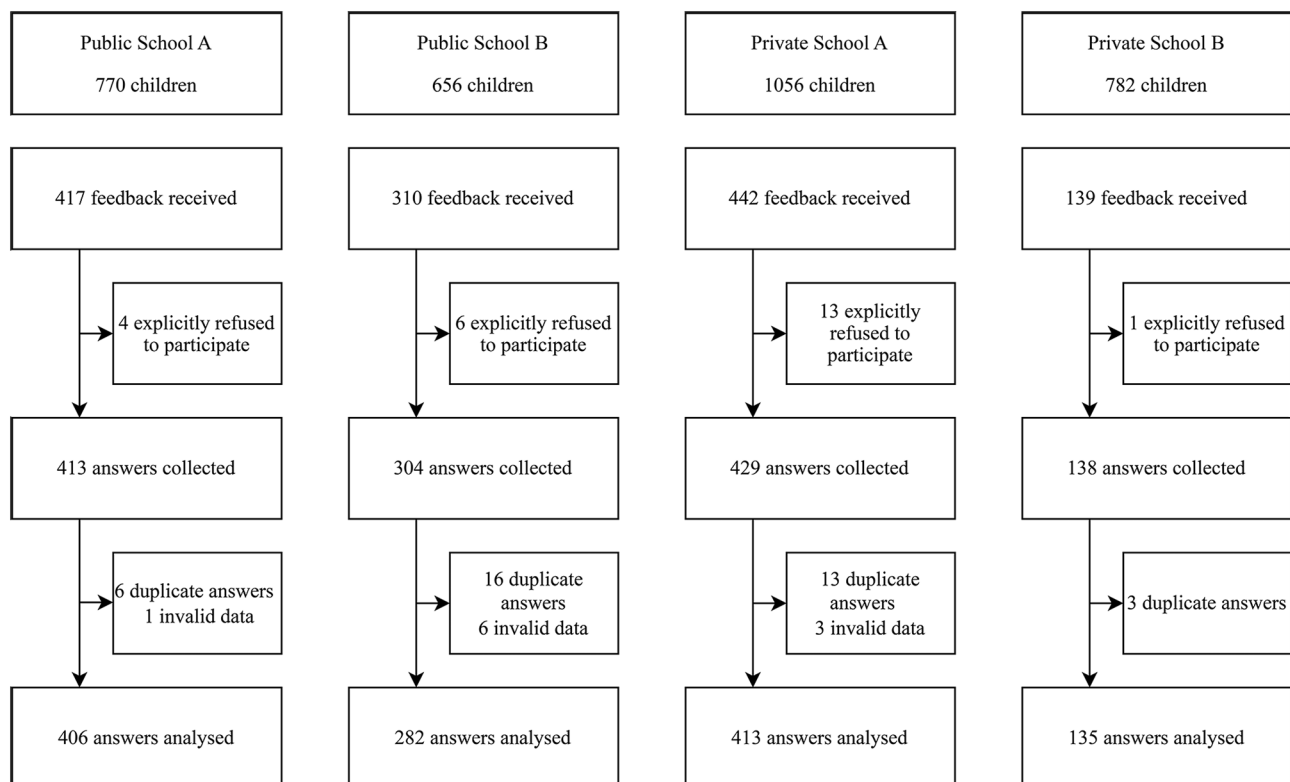 Public School A
770 children
Public School B
656 children
Private School A
1056 children
Private School B
782 children
417 feedback received
310 feedback received
442 feedback received
139 feedback received
4 explicitly refused
to participate
6 explicitly refused
to participate
13 explicitly
refused to
participate
1 explicitly refused
to participate
413 answers collected
304 answers collected
429 answers collected
138 answers collected
6 duplicate answers
1 invalid data
16 duplicate
answers
6 invalid data
13 duplicate
answers
3 invalid data
3 duplicate answers
406 answers analysed
282 answers analysed
413 answers analysed
135 answers analysed